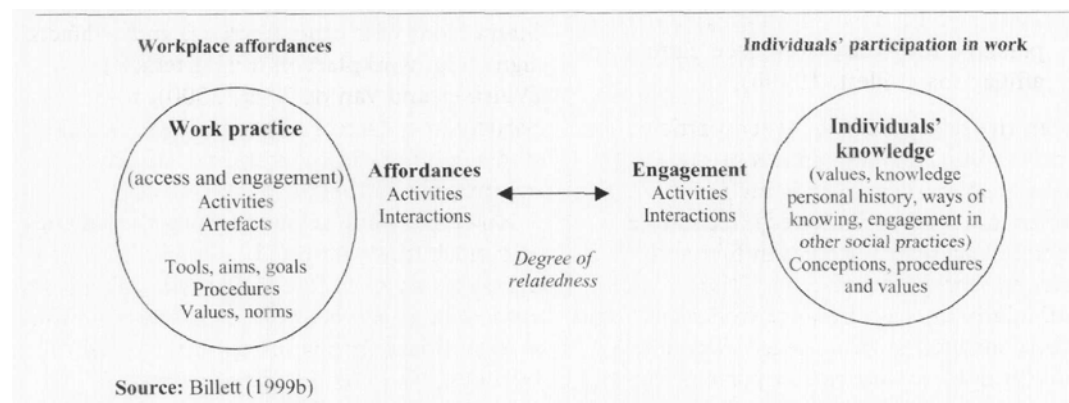 Workplace affordances
Individuals' participation in work
Work practice
(access and engagement)
Activities
Artefacts
Tools, aims, goals
Procedures
Values, norms
Affordances
Activities
Interactions
Degree of
relatedness
Engagement
Activities
Interactions
Individuals'
knowledge
(values, knowledge
personal history, ways of
knowing, engagement in
other social practices)
Conceptions, procedures
and values
Source: Billett (1999b)